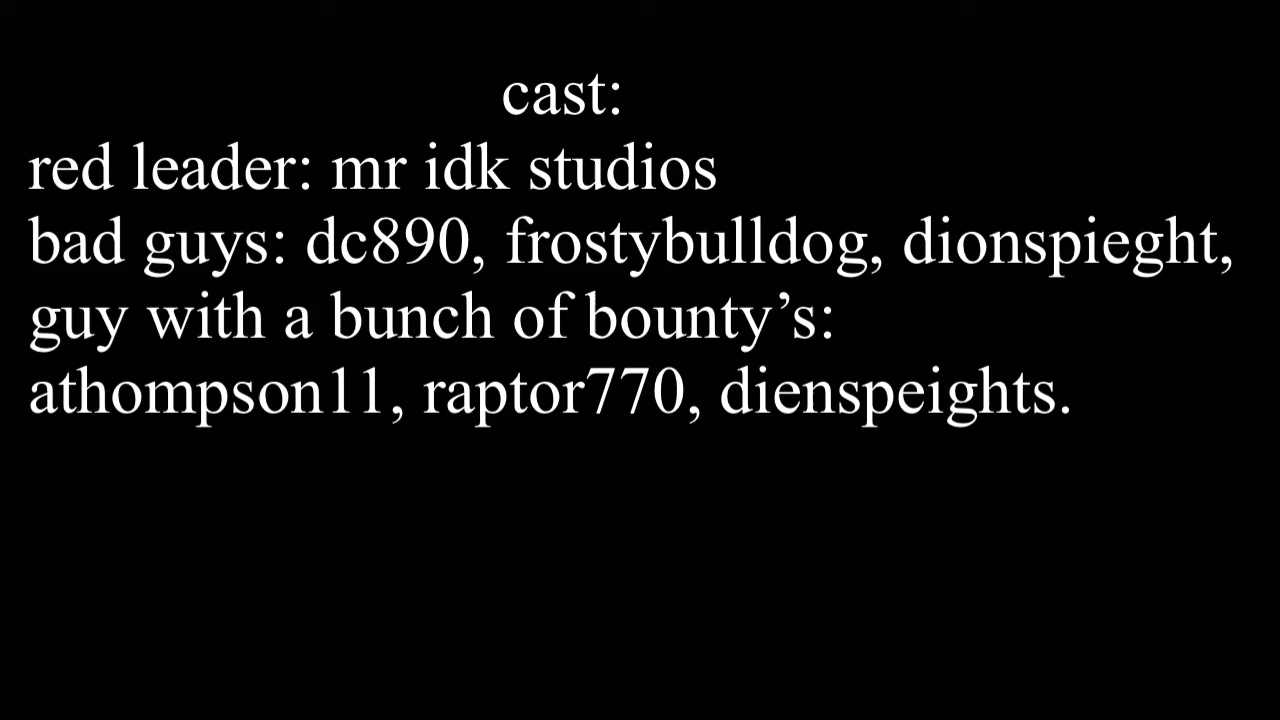 cast:
red leader: mr idk studios
bad guys: dc890, frostybulldog, dionspieght,
guy with a bunch of bounty’s:
athompson11, raptor770, dienspeights.